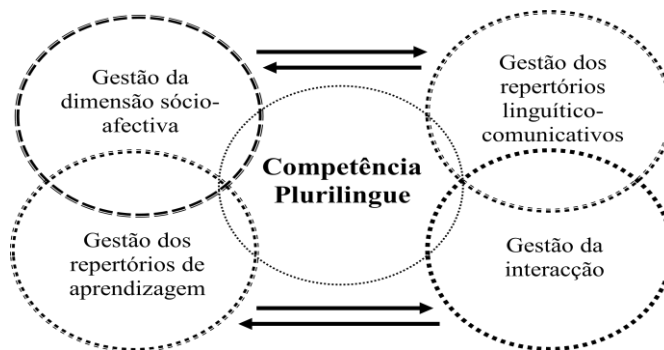 Gestão da
dimensão sócio-
afectiva
Gestão dos
repertórios
linguítico-
comunicativos
Competência
Plurilingue
Gestão dos
repertórios de
aprendizagem
Gestão da
interacção